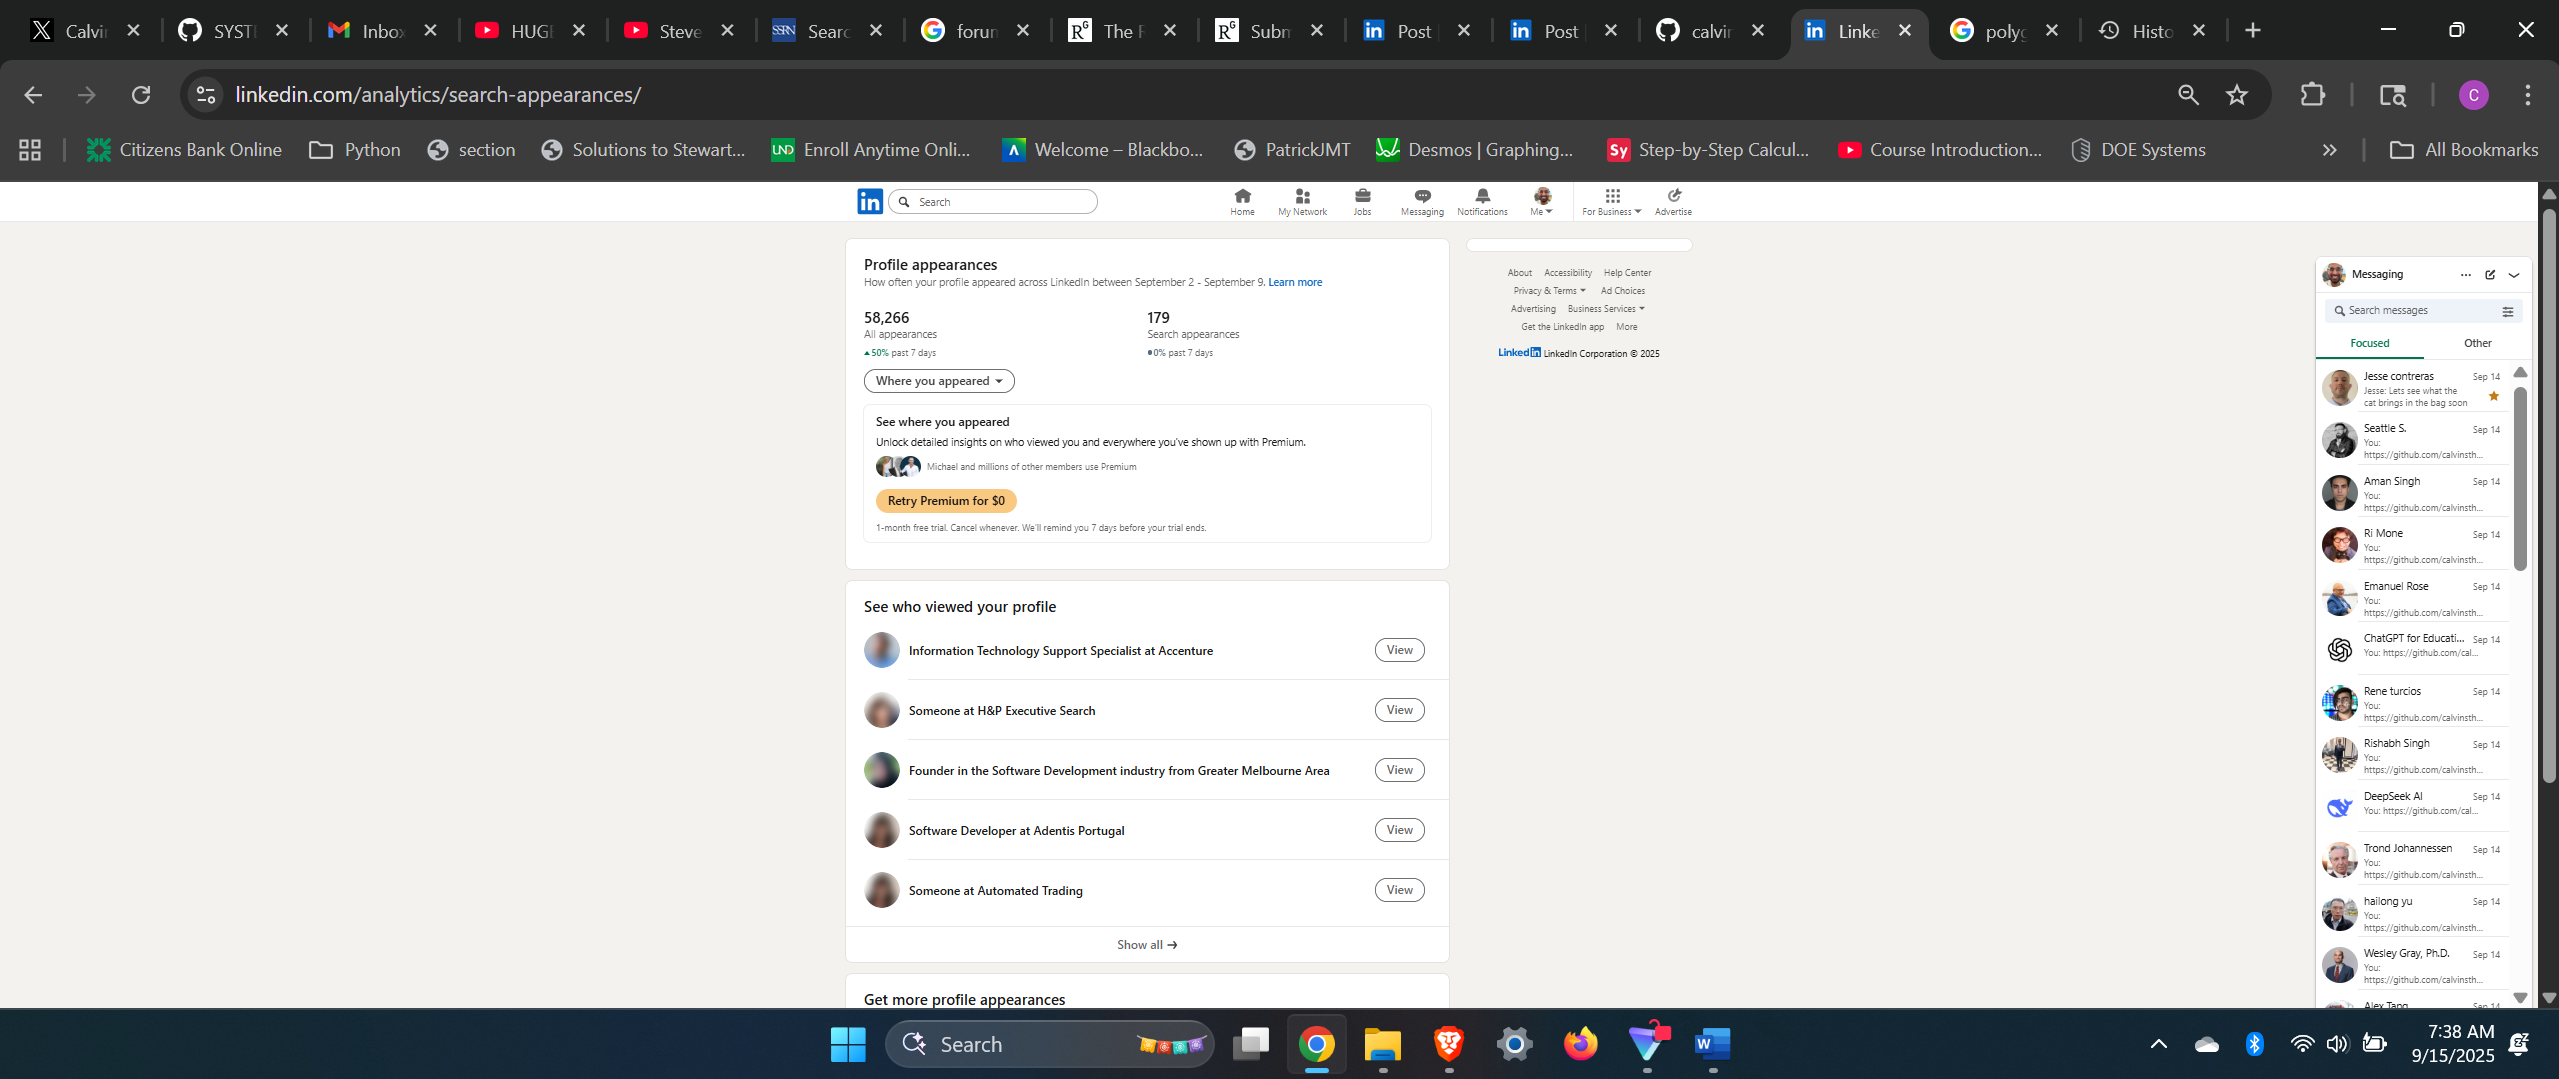 Calvin
SYSTE
Inbox
HUGE
Steve
SSRN
Searc
forum
RG
The R
RG
Subm
Post
Post
calvin
Linke
polyg
Histo
linkedin.com/analytics/search-appearances/
C
Citizens Bank Online
Python
section
Solutions to Stewart...
UND
Enroll Anytime Onli...
Welcome – Blackbo...
PatrickJMT
Desmos | Graphing...
Sy
Step-by-Step Calcul...
Course Introduction...
DOE Systems
All Bookmarks
in
Search
Home
My Network
Jobs
Messaging
Notifications
Me
For Business
Advertise
Profile appearances
How often your profile appeared across LinkedIn between September 2 - September 9. Learn more
58,266
All appearances
50% past 7 days
179
Search appearances
0% past 7 days
Where you appeared
See where you appeared
Unlock detailed insights on who viewed you and everywhere you've shown up with Premium.
Michael and millions of other members use Premium
Retry Premium for $0
1-month free trial. Cancel whenever. We'll remind you 7 days before your trial ends.
See who viewed your profile
Information Technology Support Specialist at Accenture
View
Someone at H&P Executive Search
View
Founder in the Software Development industry from Greater Melbourne Area
View
Software Developer at Adentis Portugal
View
Someone at Automated Trading
View
Show all →
Get more profile appearances
About Accessibility Help Center
Privacy & Terms Ad Choices
Advertising Business Services
Get the LinkedIn app More
LinkedIn LinkedIn Corporation © 2025
Messaging
Search messages
Focused
Other
Jesse contreras Sep 14
Jesse: Lets see what the
cat brings in the bag soon
Seattle S. Sep 14
You:
https://github.com/calvinsth...
Aman Singh Sep 14
You:
https://github.com/calvinsth...
Ri Mone Sep 14
You:
https://github.com/calvinsth...
Emanuel Rose Sep 14
You:
https://github.com/calvinsth...
ChatGPT for Educati... Sep 14
You: https://github.com/cal...
Rene turcios Sep 14
You:
https://github.com/calvinsth...
Rishabh Singh Sep 14
You:
https://github.com/calvinsth...
DeepSeek AI Sep 14
You: https://github.com/cal...
Trond Johannessen Sep 14
You:
https://github.com/calvinsth...
hailong yu Sep 14
You:
https://github.com/calvinsth...
Wesley Gray, Ph.D. Sep 14
You:
https://github.com/calvinsth...
Alex Tang Sep 14
Search
7:38 AM
9/15/2025